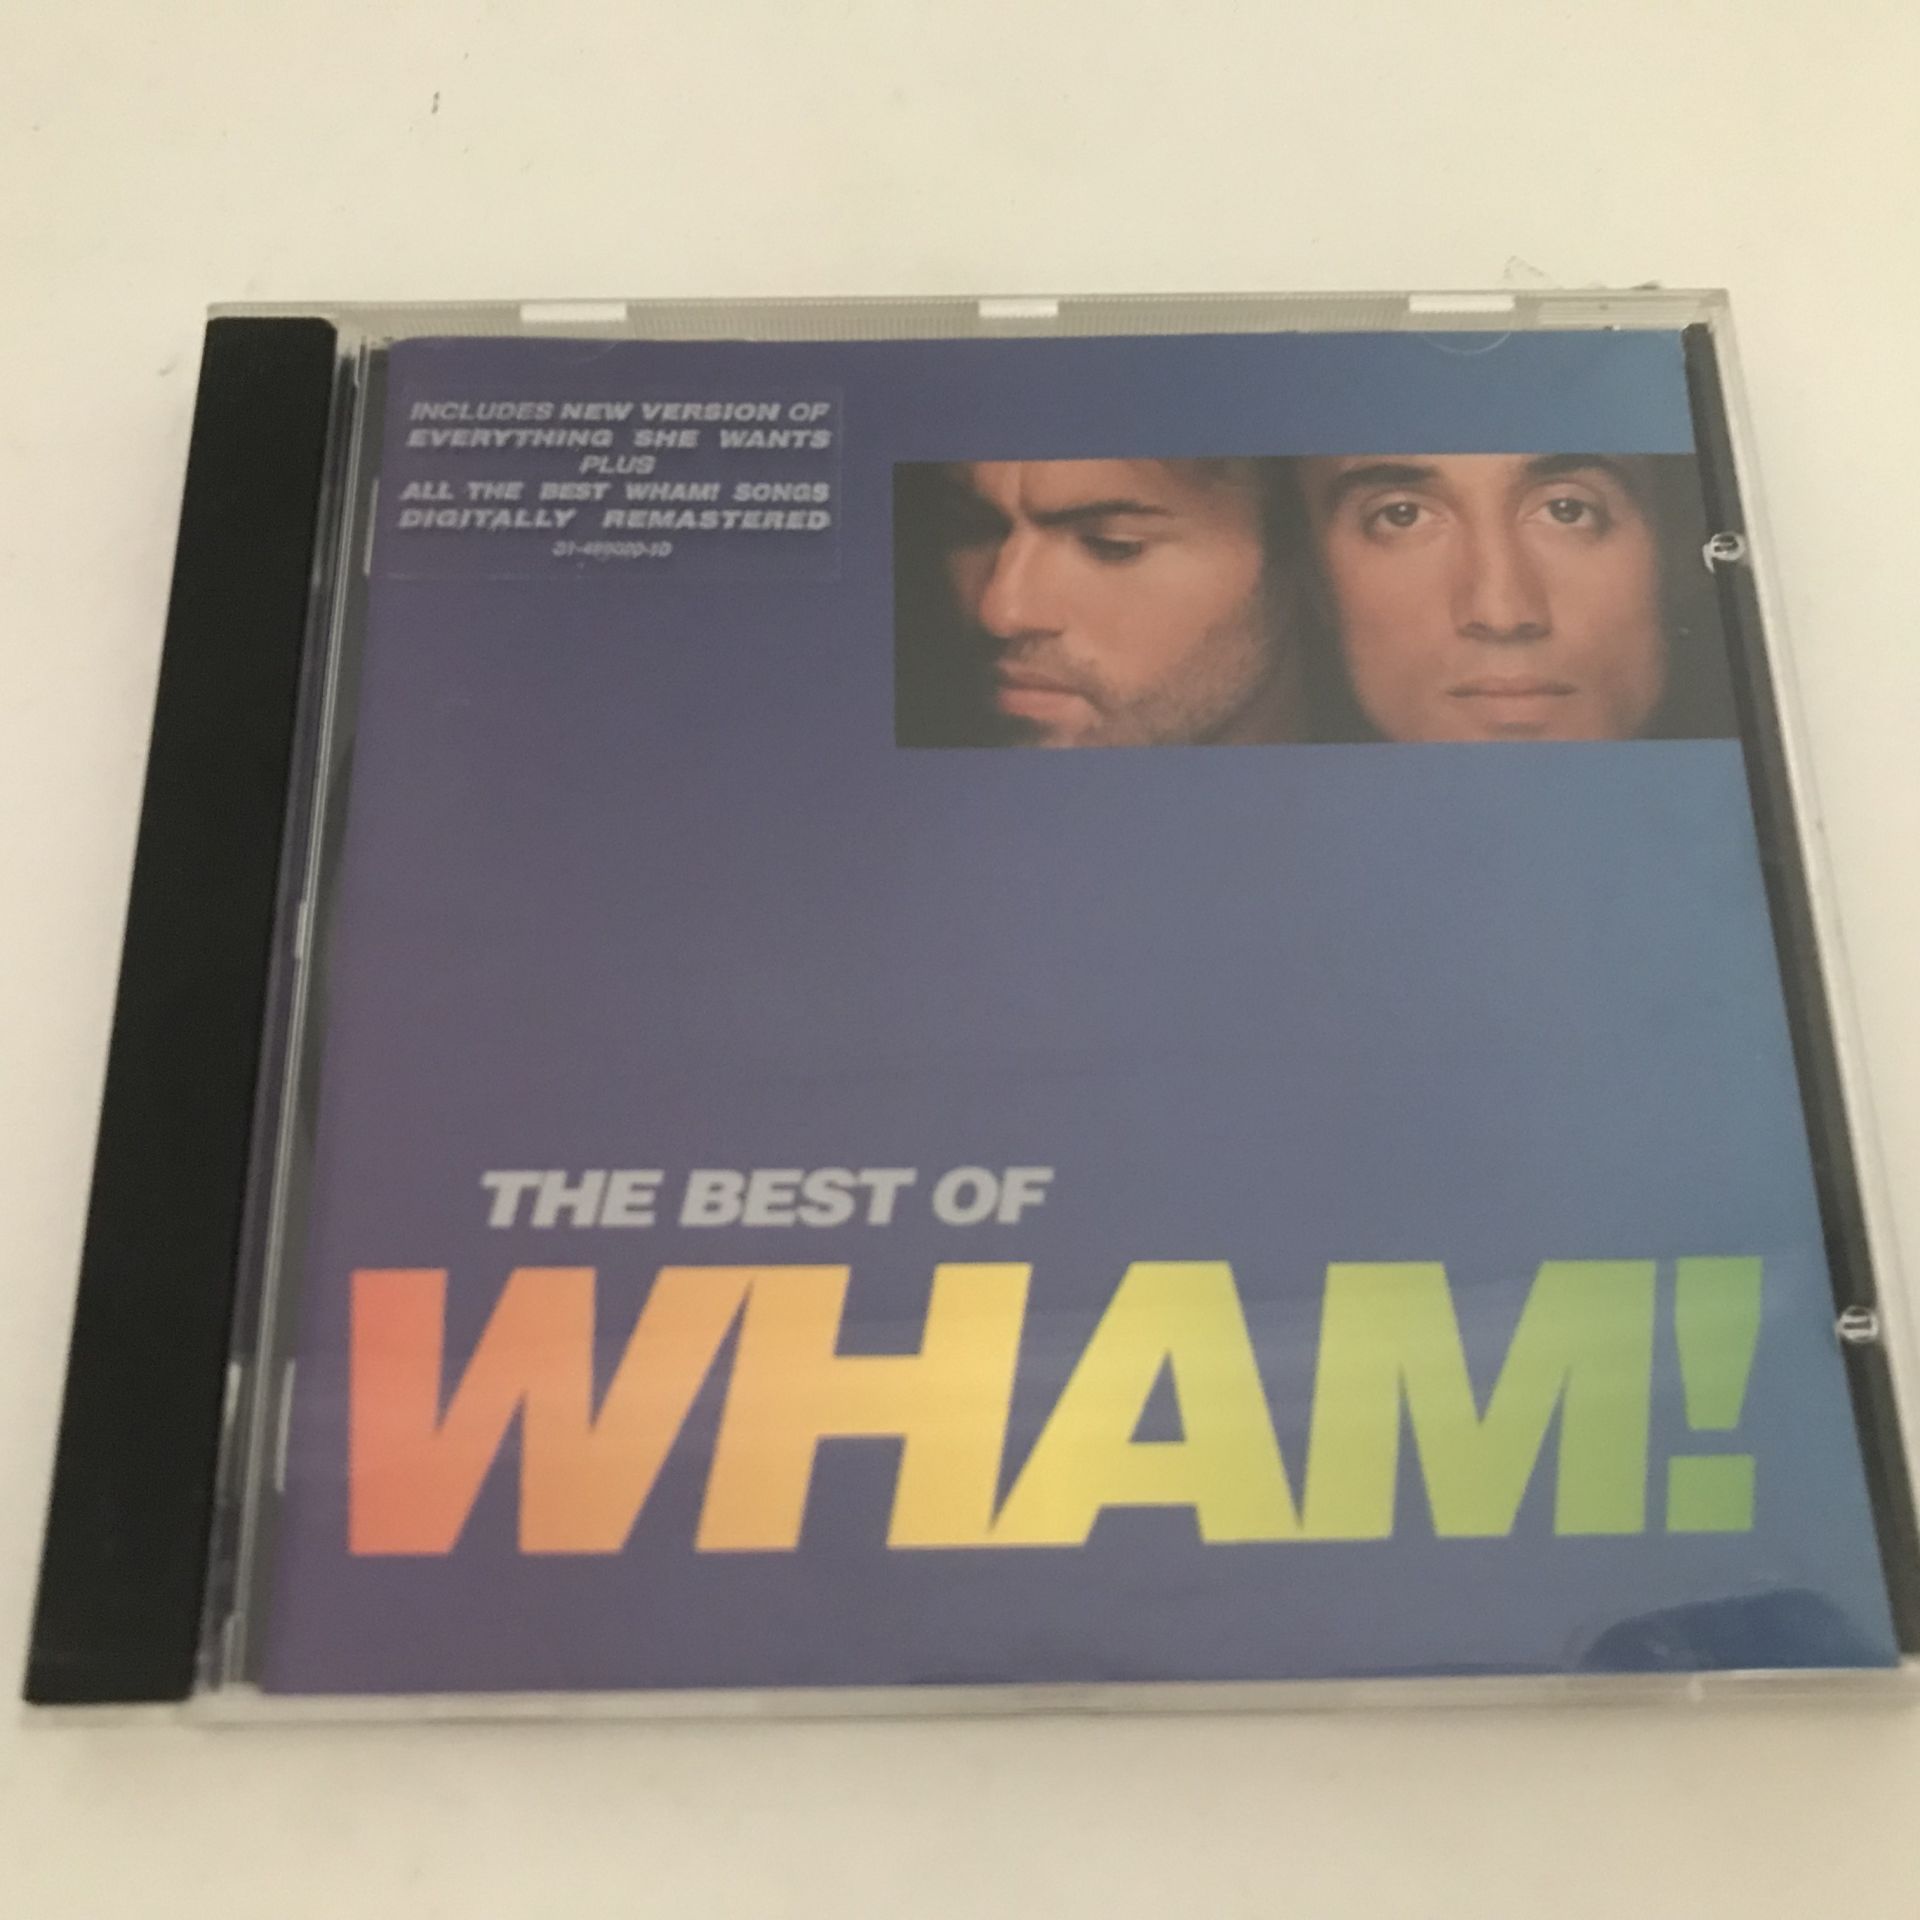 INCLUDES NEW VERSION OF
EVERYTHING SHE WANTS
PLUS
ALL THE BEST WHAM! SONGS
DIGITALLY REMASTERED
THE BEST OF
WHAM!